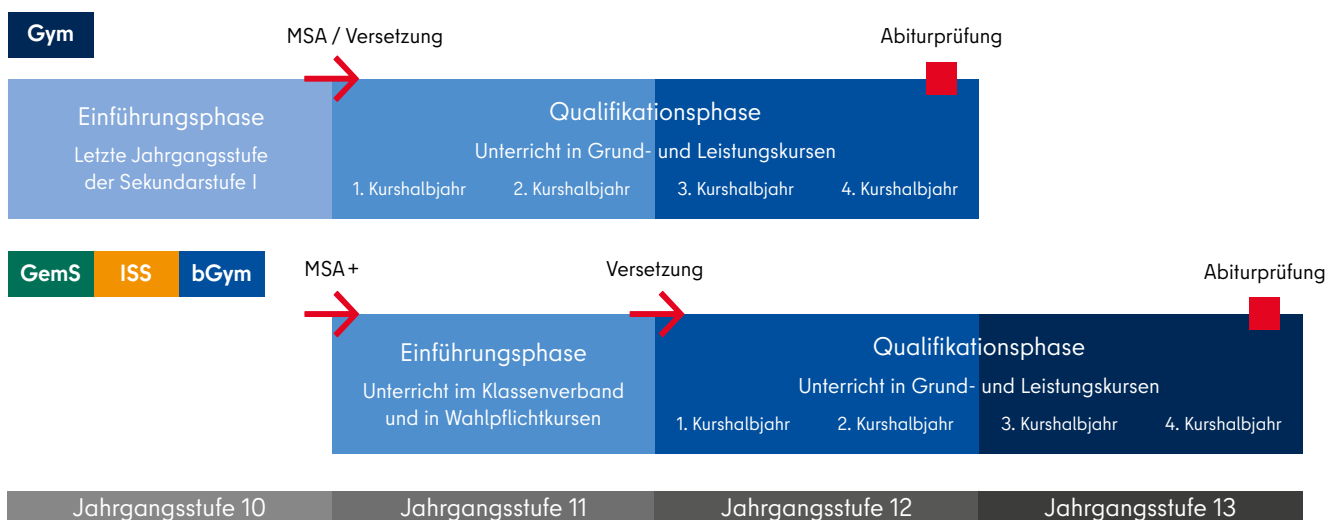 Gym
MSA / Versetzung
Abiturprüfung
Einführungsphase
Letzte Jahrgangsstufe
der Sekundarstufe I
Qualifikationsphase
Unterricht in Grund- und Leistungskursen
1. Kurshalbjahr 2. Kurshalbjahr 3. Kurshalbjahr 4. Kurshalbjahr
GemS ISS bGym
MSA+
Versetzung
Abiturprüfung
Einführungsphase
Unterricht im Klassenverband
und in Wahlpflichtkursen
Qualifikationsphase
Unterricht in Grund- und Leistungskursen
1. Kurshalbjahr 2. Kurshalbjahr 3. Kurshalbjahr 4. Kurshalbjahr
Jahrgangsstufe 10 Jahrgangsstufe 11 Jahrgangsstufe 12 Jahrgangsstufe 13